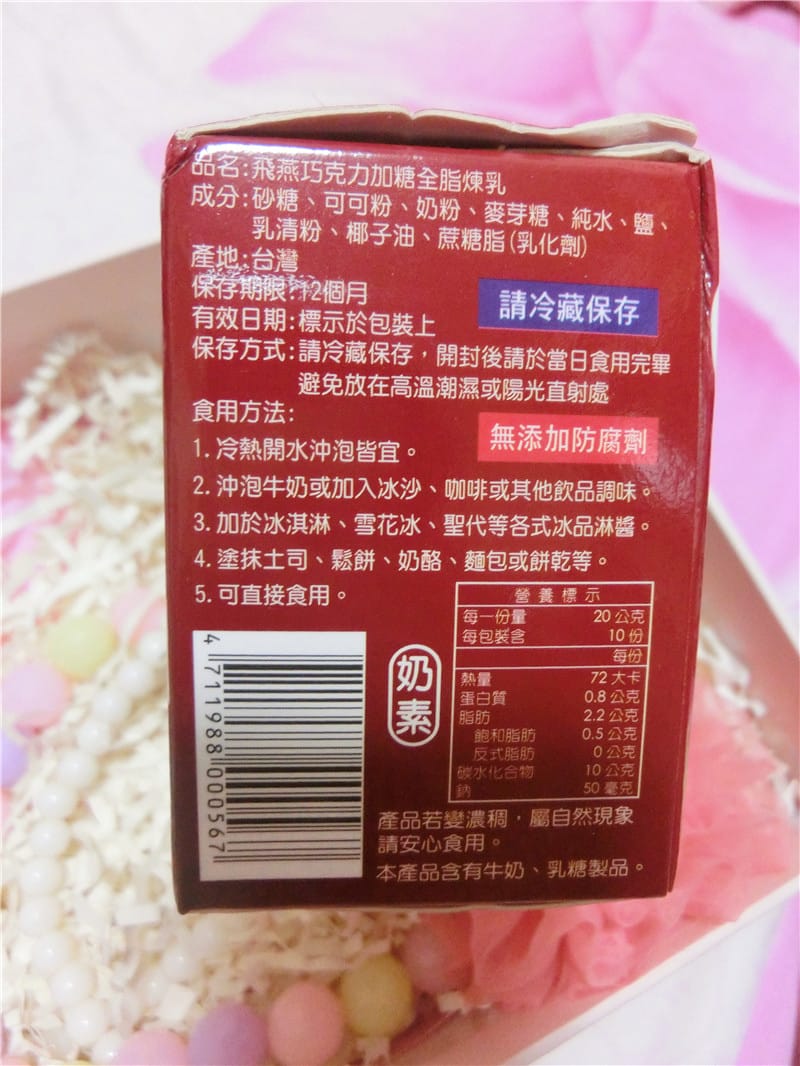 品名:飛燕巧克力加糖全脂煉乳
成分:砂糖、可可粉、奶粉、麥芽糖、純水、鹽、
乳清粉、椰子油、蔗糖脂(乳化劑)
產地:台灣
保存期限:12個月
請冷藏保存
有效日期:標示於包裝上
保存方式:請冷藏保存,開封後請於當日食用完畢
避免放在高溫潮濕或陽光直射處
食用方法:
無添加防腐劑
1. 冷熱開水沖泡皆宜。
2. 沖泡牛奶或加入冰沙、咖啡或其他飲品調味。
3. 加於冰淇淋、雪花冰、聖代等各式冰品淋醬。
4. 塗抹土司、鬆餅、奶酪、麵包或餅乾等。
5. 可直接食用。
營養標示
每一份量 20 公克
每包裝含 10 份
每份
熱量 72 大卡
蛋白質 0.8 公克
脂肪 2.2 公克
飽和脂肪 0.5 公克
反式脂肪 0 公克
碳水化合物 10 公克
鈉 50 毫克
奶素
4 711988 000567
產品若變濃稠,屬自然現象
請安心食用。
本產品含有牛奶、乳糖製品。